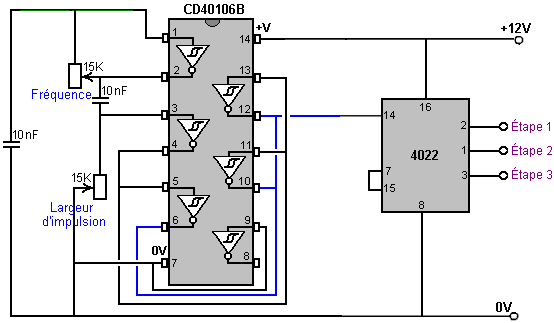 CD40106B
+V
+12V
1
14
15K
2
13
Fréquence
10nF
12
14
16
10nF
3
2
Étape 1
4
11
4022
1
Étape 2
15K
5
10
7
15
3
Étape 3
Largeur
d'impulsion
6
9
8
0V
7
8
0V